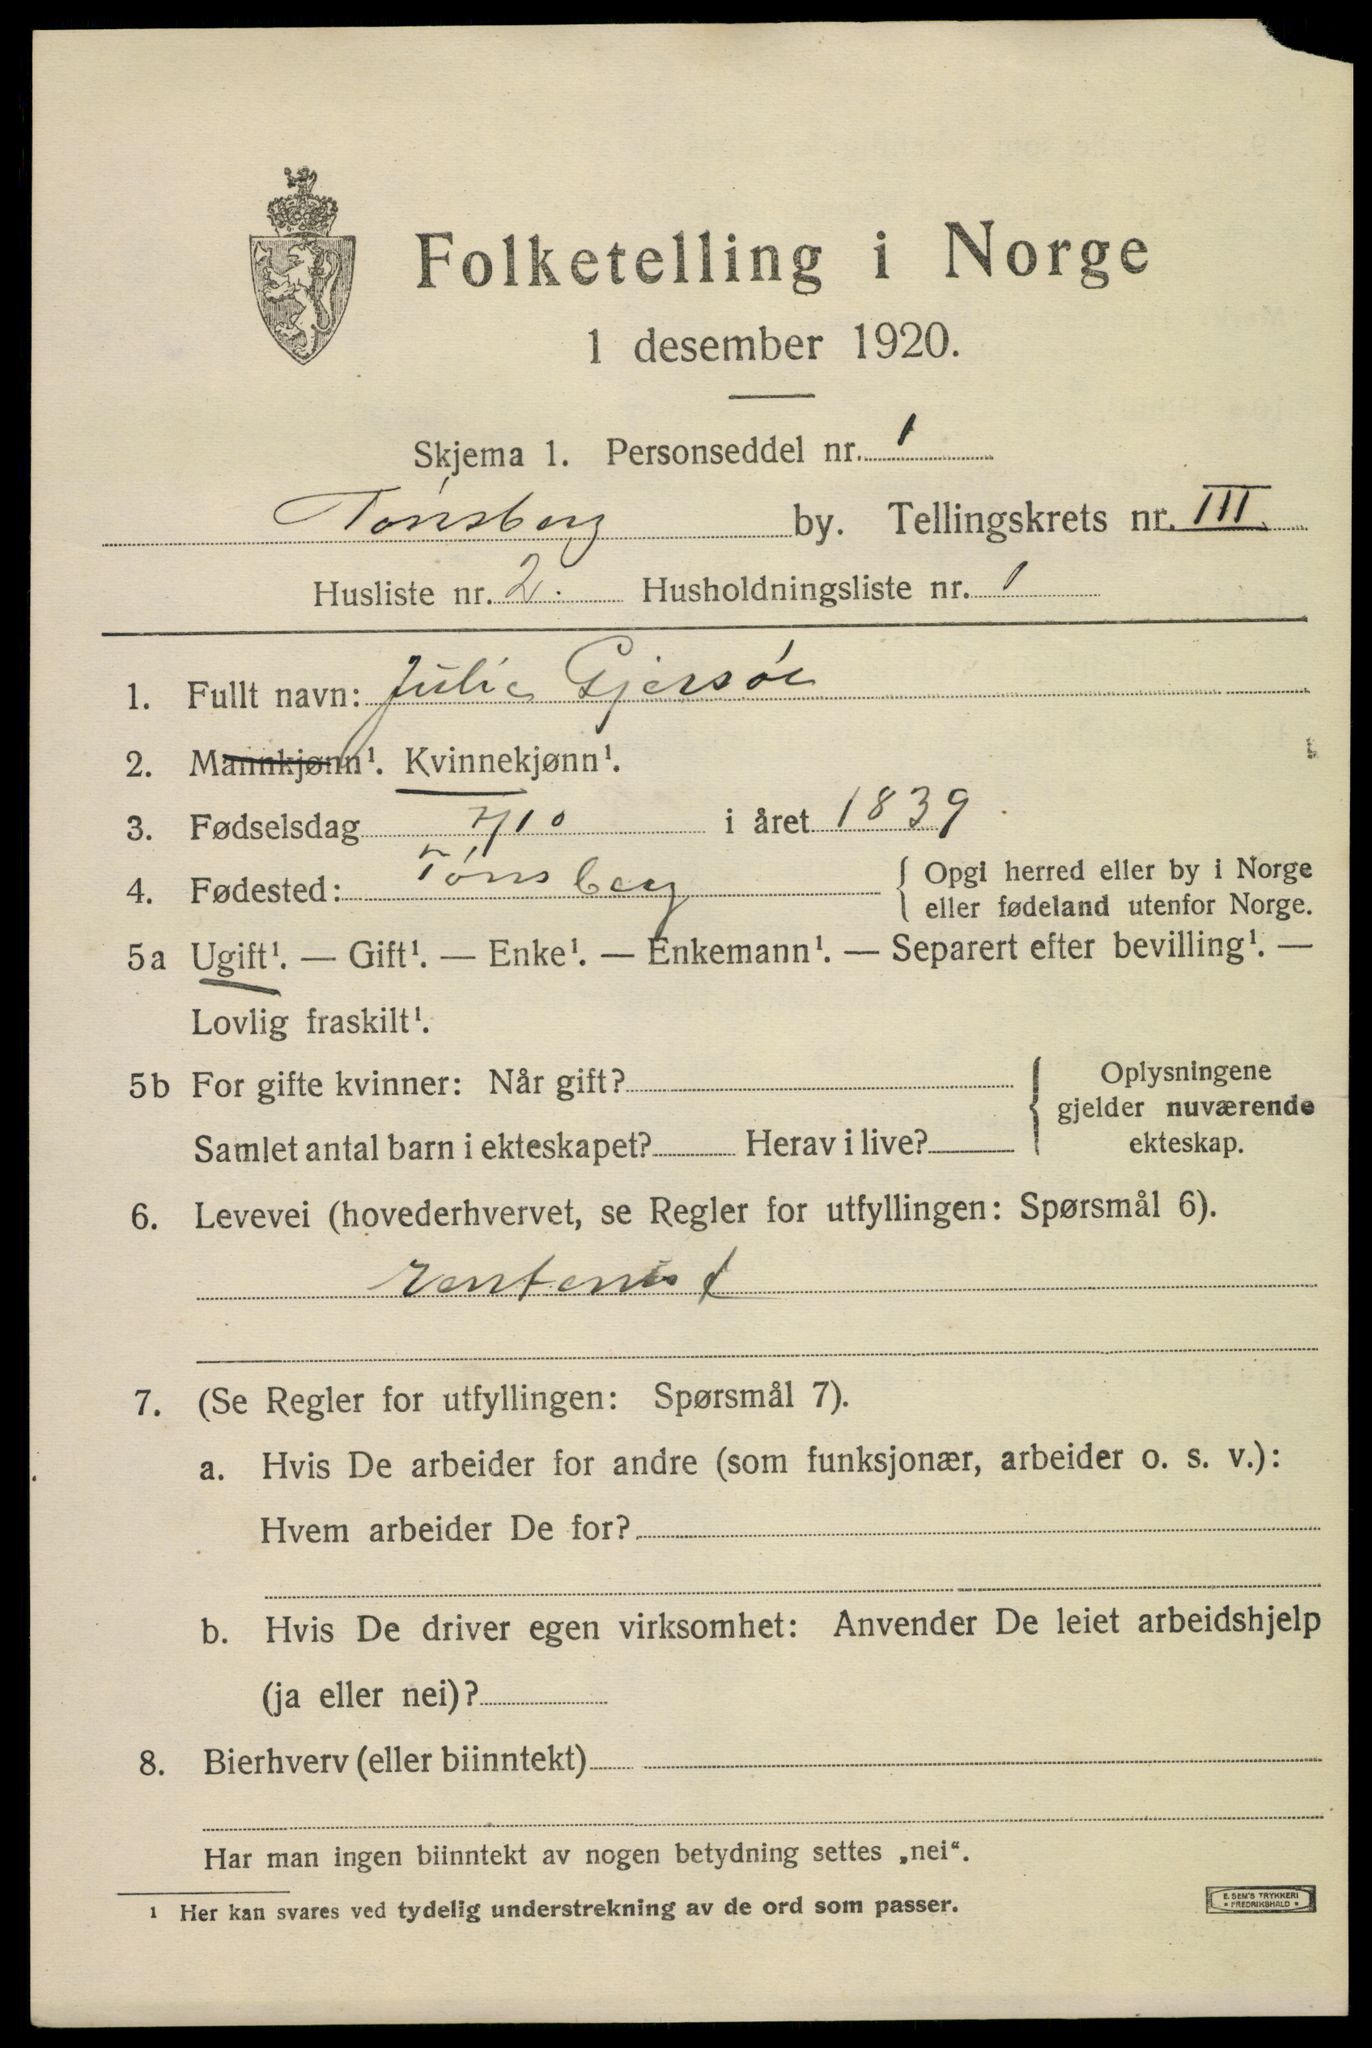 Folketelling i Norge
1 desember 1920.
Skjema 1. Personseddel nr. 1
Tønsberg by. Tellingskrets nr. III
Husliste nr. 2. Husholdningsliste nr. 1
1. Fullt navn: Julie Gjersøe
2. Mannkjønn¹. Kvinnekjønn¹.
3. Fødselsdag 7/10 i året 1839.
4. Fødested: Tønsberg { Opgi herred eller by i Norge
eller fødeland utenfor Norge.
5a Ugift¹. — Gift¹. — Enke¹. — Enkemann¹. — Separert efter bevilling¹. —
Lovlig fraskilt¹.
5b For gifte kvinner: Når gift? { Oplysningene
gjelder nuværende
Samlet antal barn i ekteskapet? Herav i live? ekteskap.
6. Levevei (hovederhvervet, se Regler for utfyllingen: Spørsmål 6).
rentenist
7. (Se Regler for utfyllingen: Spørsmål 7).
a. Hvis De arbeider for andre (som funksjonær, arbeider o. s. v.):
Hvem arbeider De for?
b. Hvis De driver egen virksomhet: Anvender De leiet arbeidshjelp
(ja eller nei)?
8. Bierhverv (eller biinntekt)
Har man ingen biinntekt av nogen betydning settes „nei“.
¹ Her kan svares ved tydelig understrekning av de ord som passer.
E. SEM'S TRYKKERI
* FREDRIKSHALD *